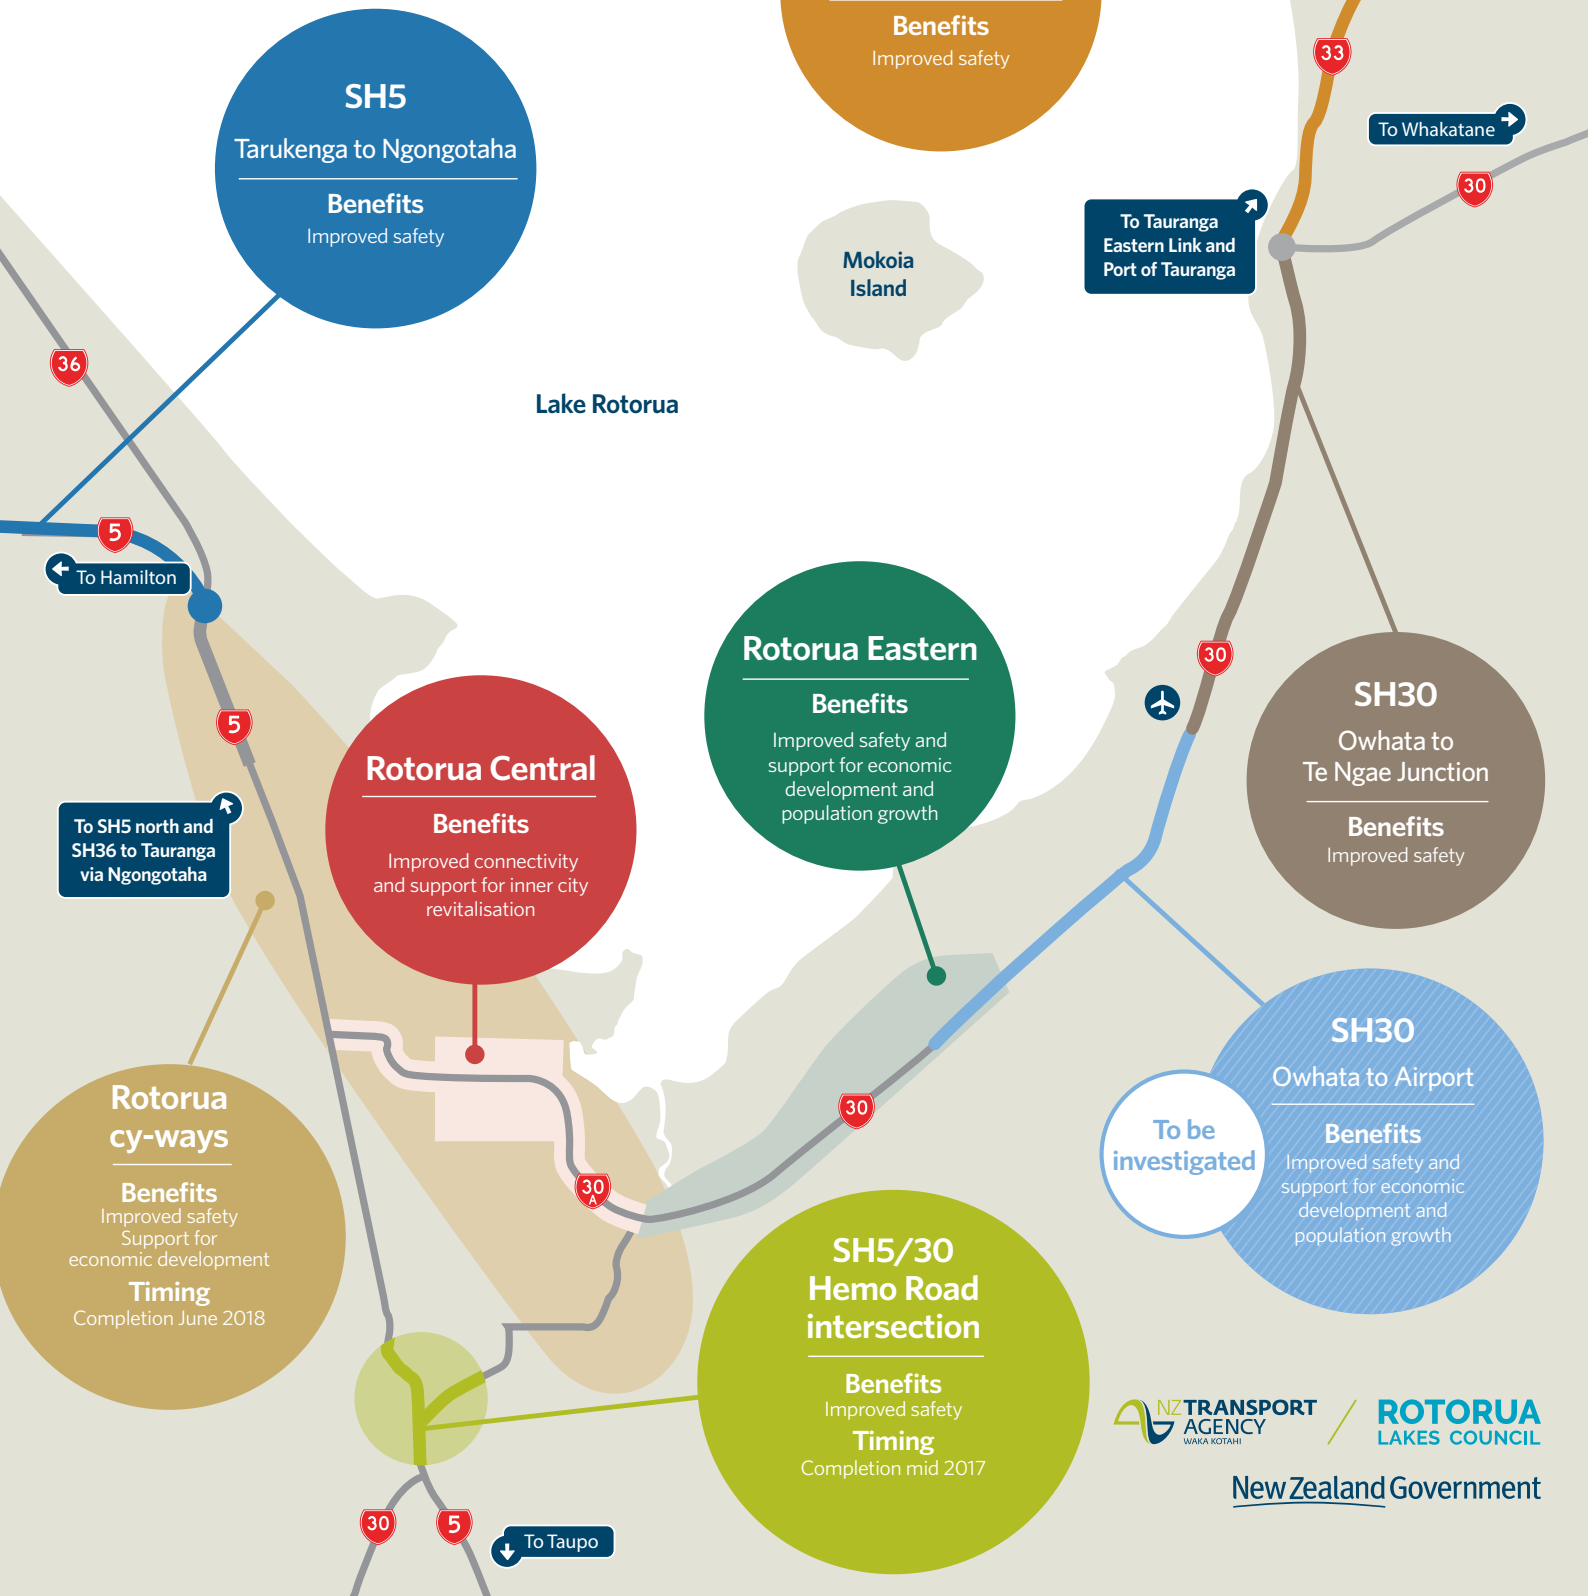 Benefits
Improved safety
33
SH5
Tarukenga to Ngongotaha
Benefits
Improved safety
To Whakatane
30
To Tauranga
Eastern Link and
Port of Tauranga
Mokoia
Island
36
Lake Rotorua
5
To Hamilton
Rotorua Eastern
Benefits
Improved safety and
support for economic
development and
population growth
30
SH30
Owhata to
Te Ngae Junction
Benefits
Improved safety
5
Rotorua Central
Benefits
Improved connectivity
and support for inner city
revitalisation
To SH5 north and
SH36 to Tauranga
via Ngongotaha
SH30
Owhata to Airport
Benefits
Improved safety and
support for economic
development and
population growth
To be
investigated
Rotorua
cy-ways
Benefits
Improved safety
Support for
economic development
Timing
Completion June 2018
30
30
A
SH5/30
Hemo Road
intersection
Benefits
Improved safety
Timing
Completion mid 2017
NZ TRANSPORT
AGENCY
WAKA KOTAHI
ROTORUA
LAKES COUNCIL
New Zealand Government
30
5
To Taupo